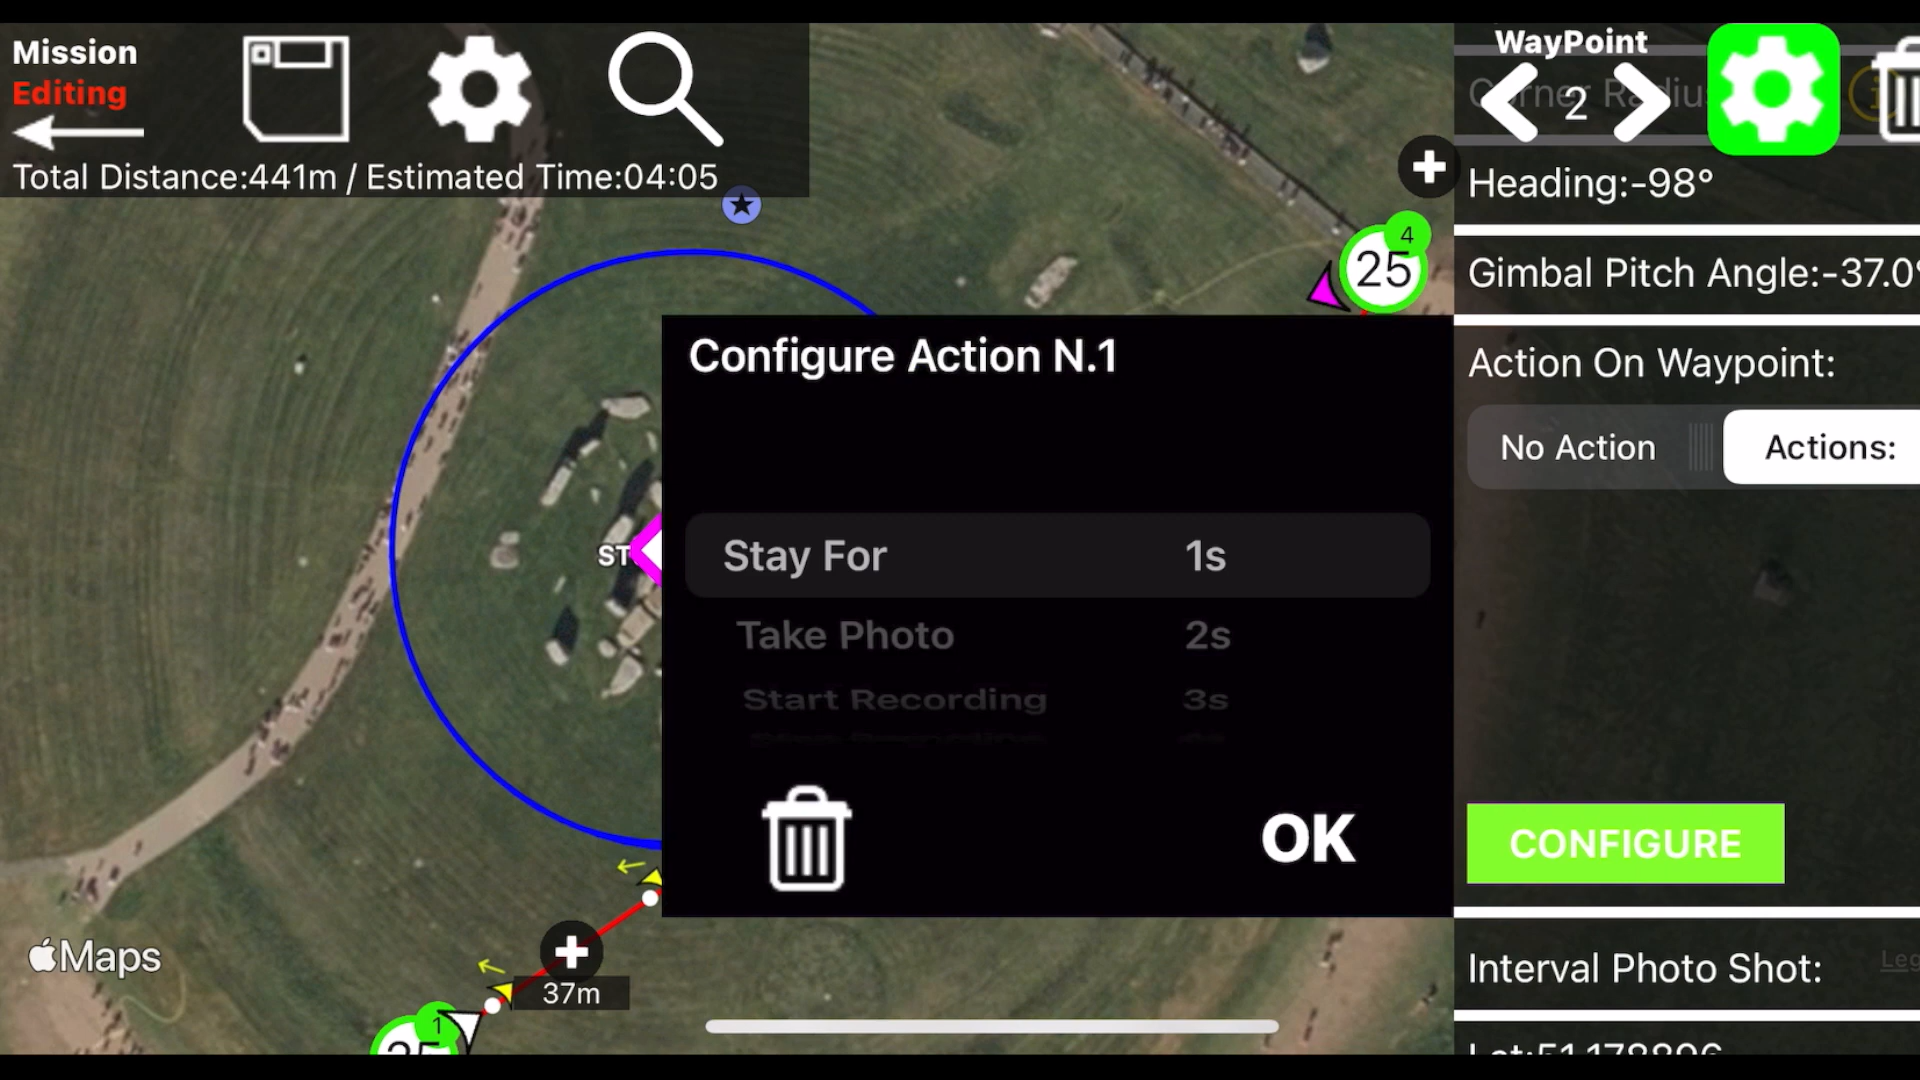 Mission
Editing
Total Distance:441m / Estimated Time:04:05
WayPoint
Corner Radius
2
Heading:-98°
Gimbal Pitch Angle:-37.0°
Action On Waypoint:
No Action
Actions:
CONFIGURE
Interval Photo Shot:
4
25
Configure Action N.1
Stay For 1s
Take Photo 2s
Start Recording 3s
OK
ST
37m
1
Maps